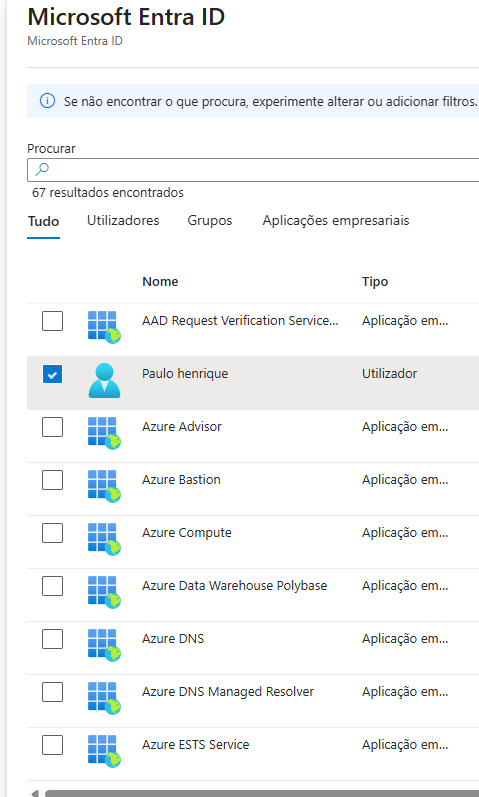 Microsoft Entra ID
Microsoft Entra ID
Se não encontrar o que procura, experimente alterar ou adicionar filtros.
Procurar
67 resultados encontrados
Tudo Utilizadores Grupos Aplicações empresariais
Nome Tipo
AAD Request Verification Service... Aplicação em...
Paulo henrique Utilizador
Azure Advisor Aplicação em...
Azure Bastion Aplicação em...
Azure Compute Aplicação em...
Azure Data Warehouse Polybase Aplicação em...
Azure DNS Aplicação em...
Azure DNS Managed Resolver Aplicação em...
Azure ESTS Service Aplicação em...